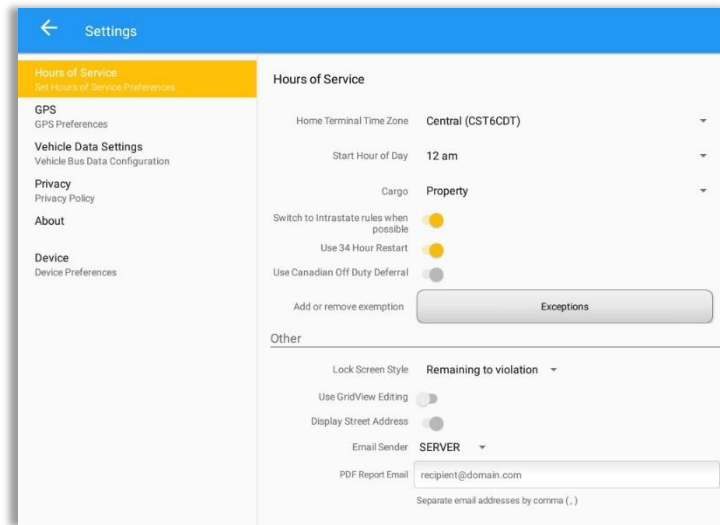 Settings
Hours of Service
Set Hours of Service Preferences
GPS
GPS Preferences
Vehicle Data Settings
Vehicle Bus Data Configuration
Privacy
Privacy Policy
About
Device
Device Preferences
Hours of Service
Home Terminal Time Zone Central (CST6CDT)
Start Hour of Day 12 am
Cargo Property
Switch to Intrastate rules when
possible
Use 34 Hour Restart
Use Canadian Off Duty Deferral
Add or remove exemption Exceptions
Other
Lock Screen Style Remaining to violation
Use GridView Editing
Display Street Address
Email Sender SERVER
PDF Report Email recipient@domain.com
Separate email addresses by comma ( , )